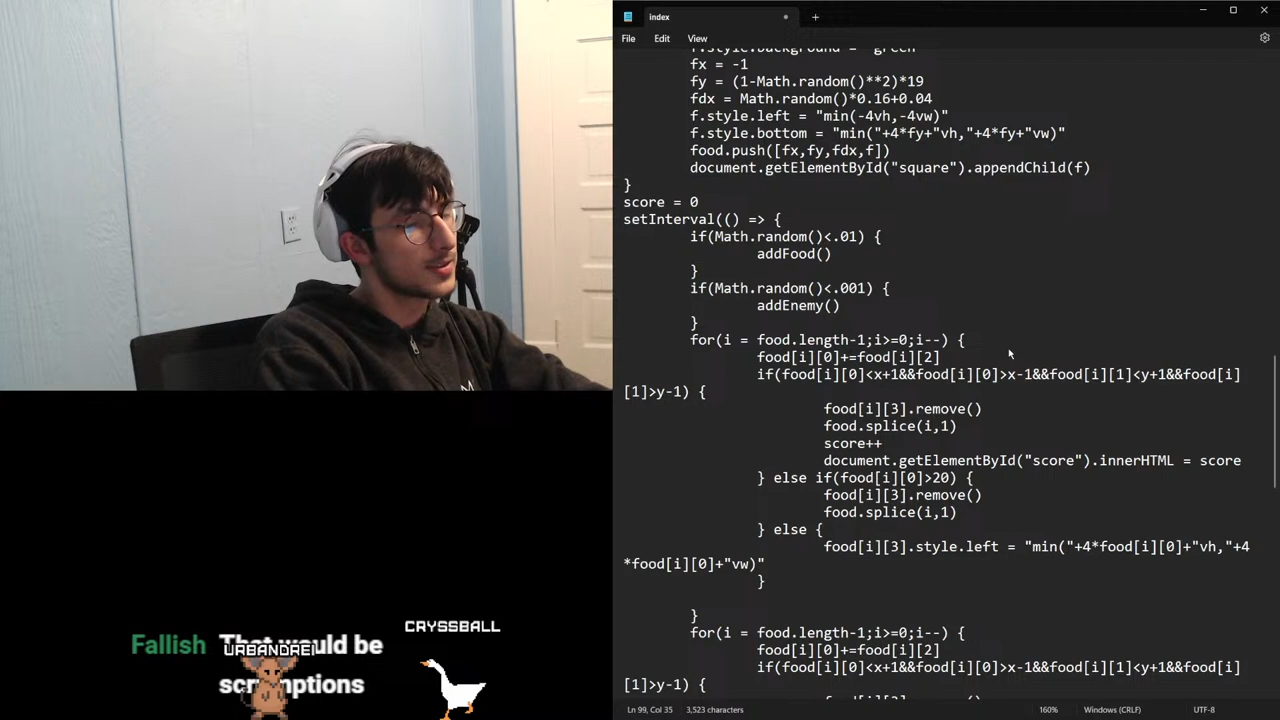 index
File Edit View
f.style.background = "green"
fx = -1
fy = (1-Math.random()**2)*19
fdx = Math.random()*0.16+0.04
f.style.left = "min(-4vh,-4vw)"
f.style.bottom = "min("+4*fy+"vh,"+4*fy+"vw)"
food.push([fx,fy,fdx,f])
document.getElementById("square").appendChild(f)
}
score = 0
setInterval(() => {
if(Math.random()<.01) {
addFood()
}
if(Math.random()<.001) {
addEnemy()
}
for(i = food.length-1;i>=0;i--) {
food[i][0]+=food[i][2]
if(food[i][0]<x+1&&food[i][0]>x-1&&food[i][1]<y+1&&food[i]
[1]>y-1) {
food[i][3].remove()
food.splice(i,1)
score++
document.getElementById("score").innerHTML = score
} else if(food[i][0]>20) {
food[i][3].remove()
food.splice(i,1)
} else {
food[i][3].style.left = "min("+4*food[i][0]+"vh,"+4
*food[i][0]+"vw)"
}
}
for(i = food.length-1;i>=0;i--) {
food[i][0]+=food[i][2]
if(food[i][0]<x+1&&food[i][0]>x-1&&food[i][1]<y+1&&food[i]
[1]>y-1) {
Ln 99, Col 35 3,523 characters 160% Windows (CRLF) UTF-8
CRYSSBALL
Fallish That would be
URBANDREI